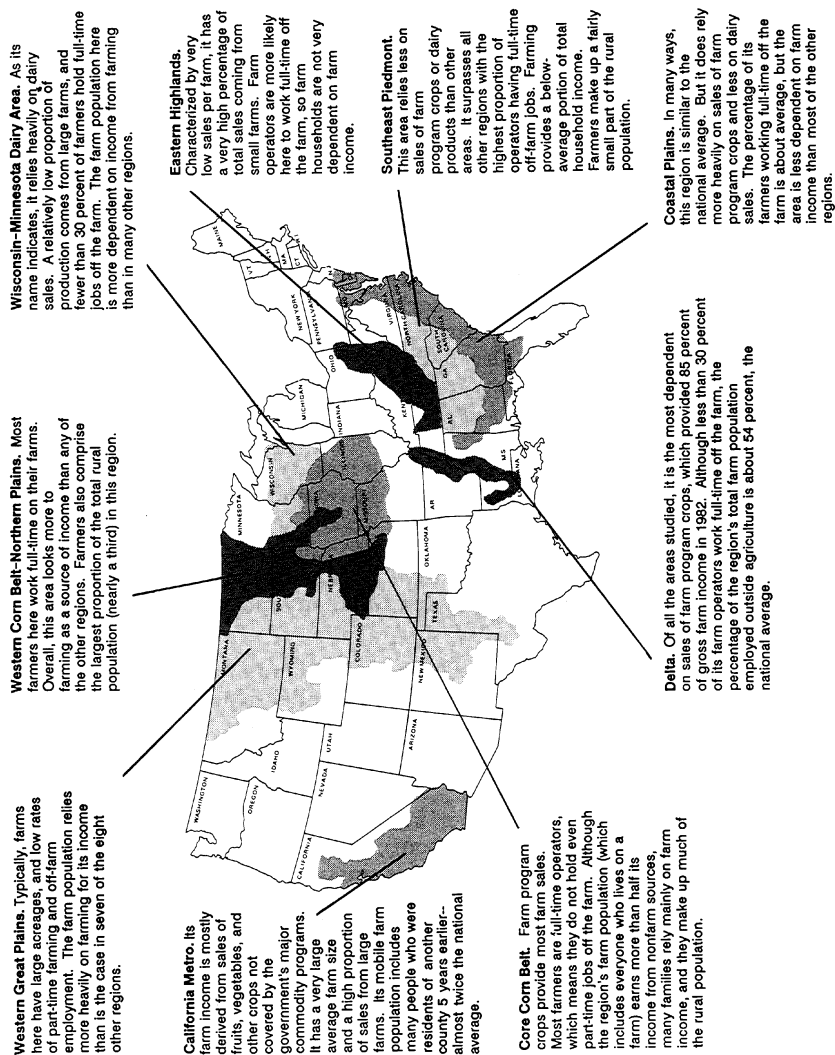 Western Great Plains. Typically, farms
here have large acreages, and low rates
of part-time farming and off-farm
employment. The farm population relies
more heavily on farming for its income
than is the case in seven of the eight
other regions.
Western Corn Belt–Northern Plains. Most
farmers here work full-time on their farms.
Overall, this area looks more to
farming as a source of income than any of
the other regions. Farmers also comprise
the largest proportion of the total rural
population (nearly a third) in this region.
Wisconsin–Minnesota Dairy Area. As its
name indicates, it relies heavily on dairy
sales. A relatively low proportion of
production comes from large farms, and
fewer than 30 percent of farmers hold full-time
jobs off the farm. The farm population here
is more dependent on income from farming
than in many other regions.
Eastern Highlands.
Characterized by very
low sales per farm, it has
a very high percentage of
total sales coming from
small farms. Farm
operators are more likely
here to work full-time off
the farm, so farm
households are not very
dependent on farm
income.
Southeast Piedmont.
This area relies less on
sales of farm
program crops or dairy
products than other
areas. It surpasses all
other regions with the
highest proportion of
operators having full-time
off-farm jobs. Farming
provides a below-
average portion of total
household income.
Farmers make up a fairly
small part of the rural
population.
Coastal Plains. In many ways,
this region is similar to the
national average. But it does rely
more heavily on sales of farm
program crops and less on dairy
sales. The percentage of its
farmers working full-time off the
farm is about average, but the
area is less dependent on farm
income than most of the other
regions.
California Metro. Its
farm income is mostly
derived from sales of
fruits, vegetables, and
other crops not
covered by the
government's major
commodity programs.
It has a very large
average farm size
and a high proportion
of sales from large
farms. Its mobile farm
population includes
many people who were
residents of another
county 5 years earlier--
almost twice the national
average.
Core Corn Belt. Farm program
crops provide most farm sales.
Most farmers are full-time operators,
which means they do not hold even
part-time jobs off the farm. Although
the region's farm population (which
includes everyone who lives on a
farm) earns more than half its
income from nonfarm sources,
many families rely mainly on farm
income, and they make up much of
the rural population.
Delta. Of all the areas studied, it is the most dependent
on sales of farm program crops, which provided 85 percent
of gross farm income in 1982. Although less than 30 percent
of its farm operators work full-time off the farm, the
percentage of the region's total farm population
employed outside agriculture is about 54 percent, the
national average.
WASHINGTON
OREGON
CALIFORNIA
NEVADA
IDAHO
UTAH
ARIZONA
MONTANA
WYOMING
COLORADO
NEW MEXICO
SOU
NEB
OKLAHOMA
TEXAS
MINNESOTA
WISCONSIN
MISSOURI
ILLINOIS
AR
MICHIGAN
INDIANA
OHIO
KEN
MS
AL
GA
SOUTH
CAROLINA
NORTH CAROLINA
VIRGINIA
PENNSYLVANIA
NEW YORK
VT
MA
CT
MAINE